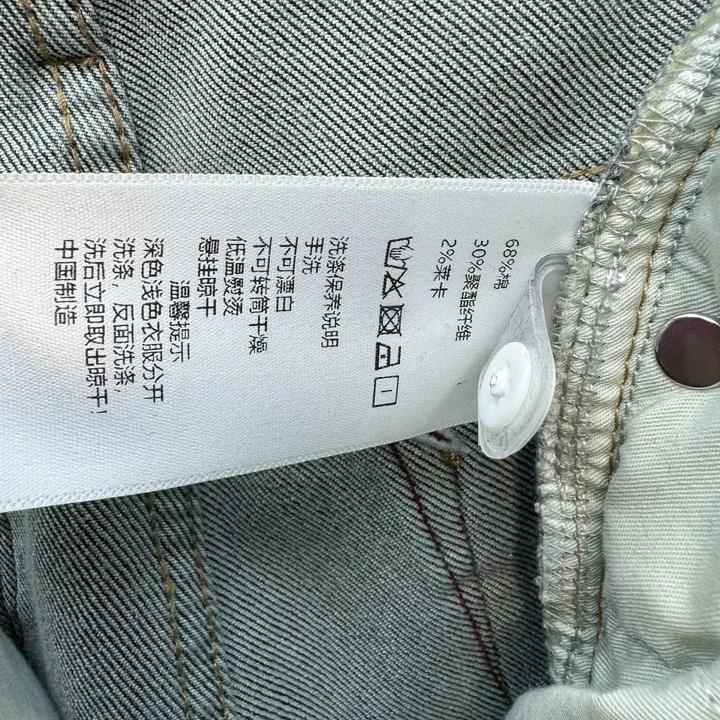 68%棉
30%聚酯纤维
2%莱卡
洗涤保养说明
手洗
不可漂白
不可转筒干燥
低温熨烫
悬挂晾干
温馨提示
深色浅色衣服分开
洗涤，反面洗涤，
洗后立即取出晾干！
中国制造